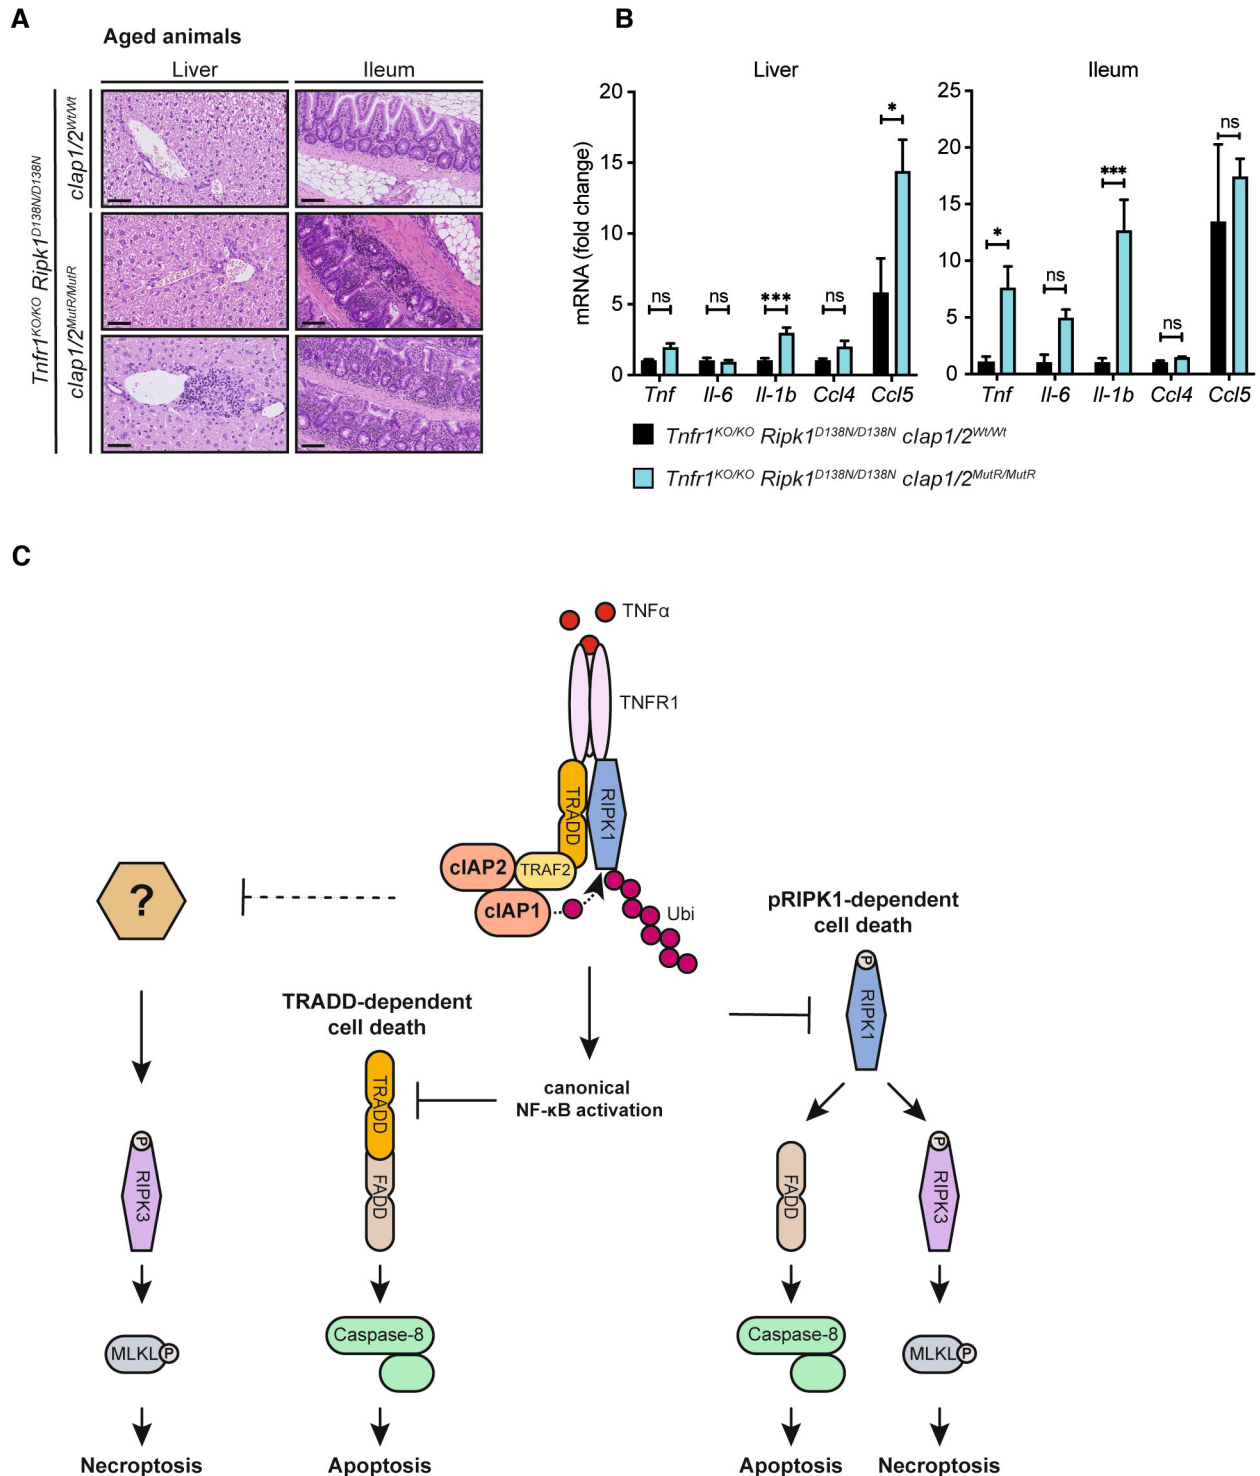 A
Aged animals
Liver
Ileum
Tnfr1KO/KO Ripk1D138N/D138N
cIap1/2Wt/Wt
cIap1/2MutR/MutR
B
Liver
Ileum
mRNA (fold change)
20
15
10
5
0
ns
ns
***
ns
*
Tnf
Il-6
Il-1b
Ccl4
Ccl5
25
20
15
10
5
0
*
ns
***
ns
ns
Tnf
Il-6
Il-1b
Ccl4
Ccl5
Tnfr1KO/KO Ripk1D138N/D138N cIap1/2Wt/Wt
Tnfr1KO/KO Ripk1D138N/D138N cIap1/2MutR/MutR
C
TNFα
TNFR1
TRADD
RIPK1
cIAP2
TRAF2
cIAP1
Ubi
?
pRIPK1-dependent
cell death
P
RIPK1
TRADD-dependent
cell death
TRADD
FADD
canonical
NF-κB activation
P
RIPK3
FADD
P
RIPK3
MLKL
P
Caspase-8
Caspase-8
MLKL
P
Necroptosis
Apoptosis
Apoptosis
Necroptosis